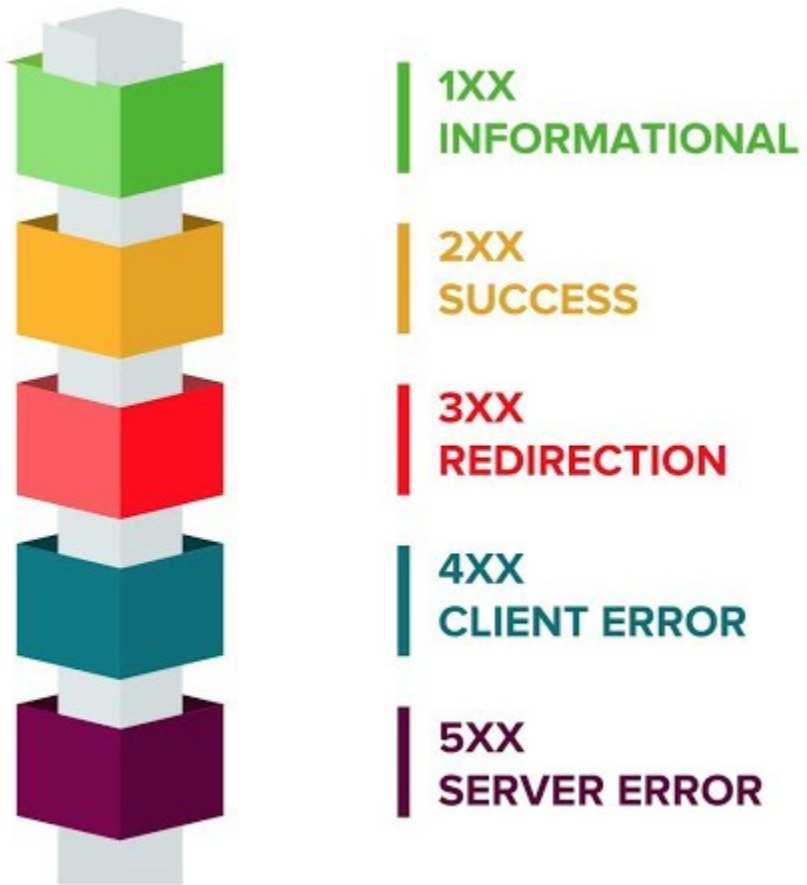 1XX
INFORMATIONAL
2XX
SUCCESS
3XX
REDIRECTION
4XX
CLIENT ERROR
5XX
SERVER ERROR